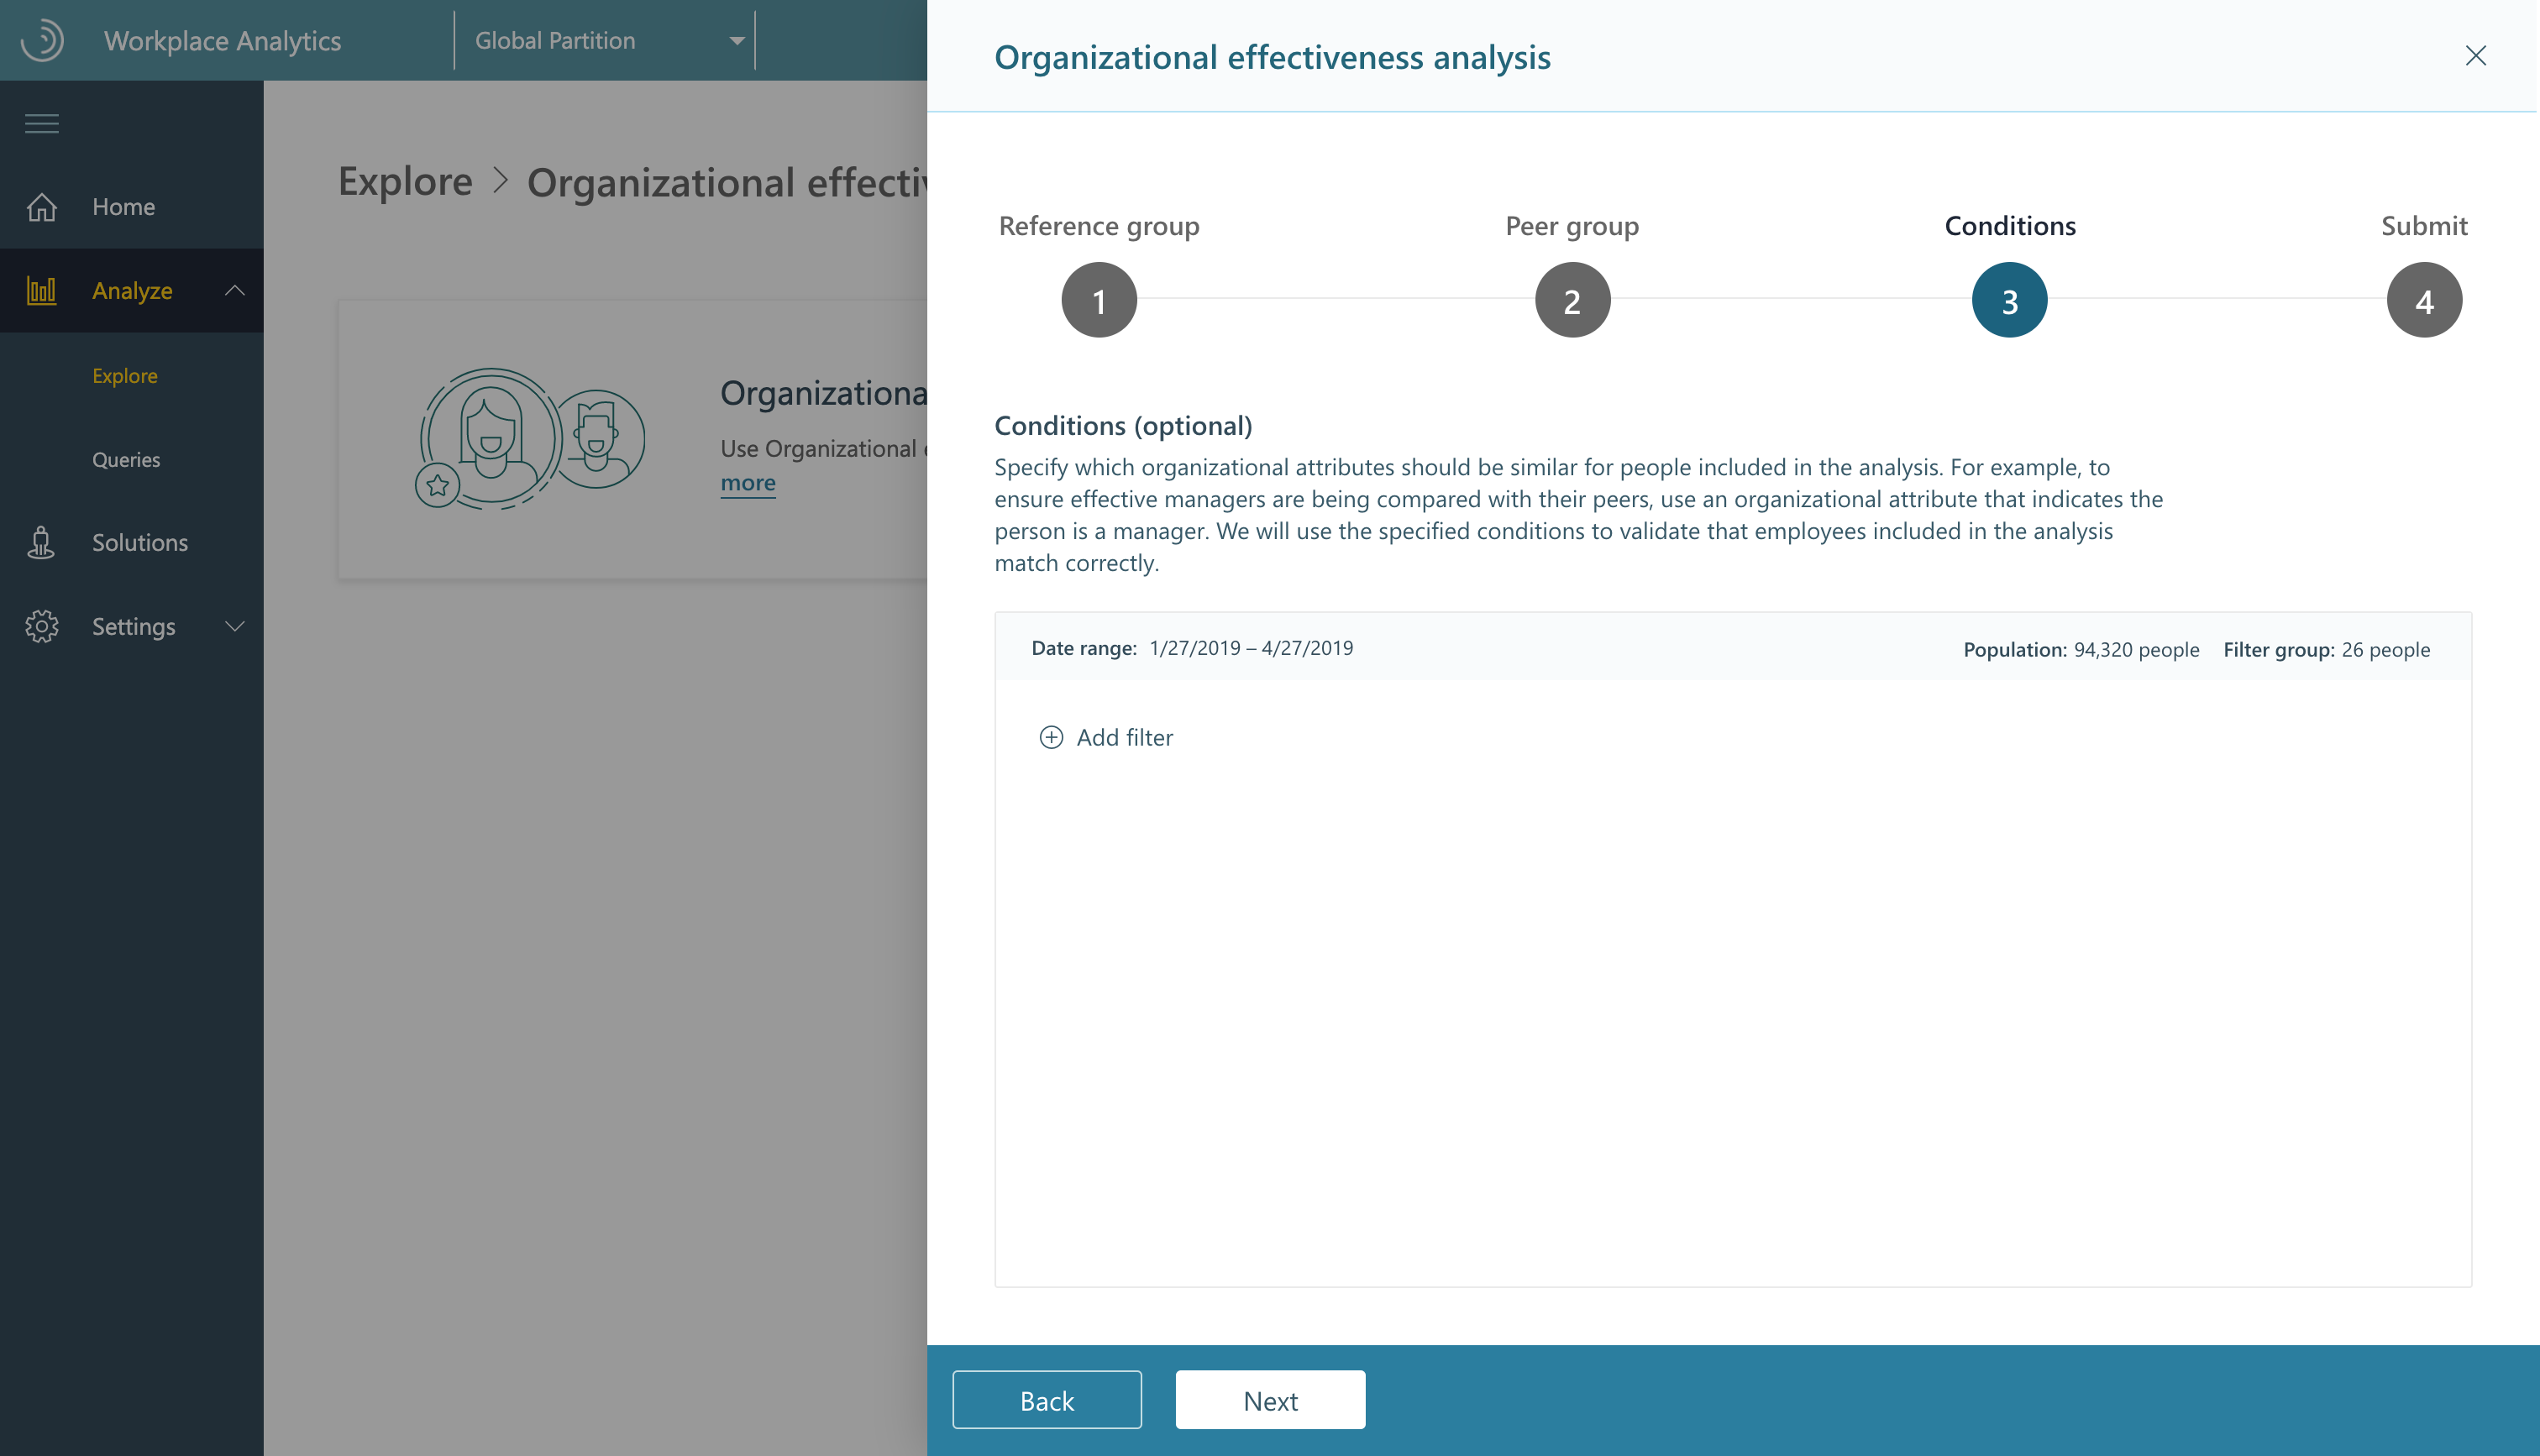 Workplace Analytics
Global Partition
Home
Analyze
Explore
Queries
Solutions
Settings
Explore > Organizational effecti
Organizationa
Use Organizational
more
Organizational effectiveness analysis
Reference group
Peer group
Conditions
Submit
1
2
3
4
Conditions (optional)
Specify which organizational attributes should be similar for people included in the analysis. For example, to
ensure effective managers are being compared with their peers, use an organizational attribute that indicates the
person is a manager. We will use the specified conditions to validate that employees included in the analysis
match correctly.
Date range: 1/27/2019 – 4/27/2019
Population: 94,320 people Filter group: 26 people
Add filter
Back
Next